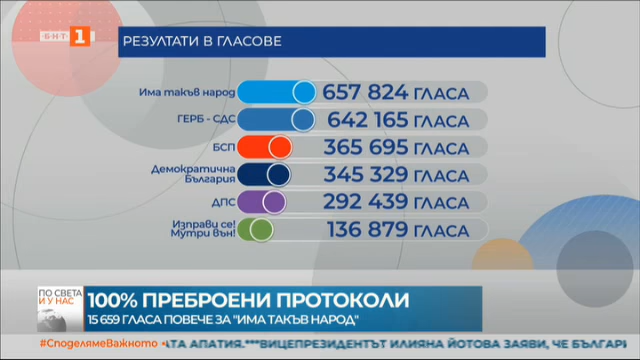 БНТ 1
РЕЗУЛТАТИ В ГЛАСОВЕ
Има такъв народ 657 824 ГЛАСА
ГЕРБ - СДС 642 165 ГЛАСА
БСП 365 695 ГЛАСА
Демократична
България 345 329 ГЛАСА
ДПС 292 439 ГЛАСА
Изправи се!
Мутри вън! 136 879 ГЛАСА
ПО СВЕТА
И У НАС
100% ПРЕБРОЕНИ ПРОТОКОЛИ
15 659 ГЛАСА ПОВЕЧЕ ЗА "ИМА ТАКЪВ НАРОД"
#СподелямеВажното АТА АПАТИЯ.***ВИЦЕПРЕЗИДЕНТЪТ ИЛИЯНА ЙОТОВА ЗАЯВИ, ЧЕ БЪЛГАРИ